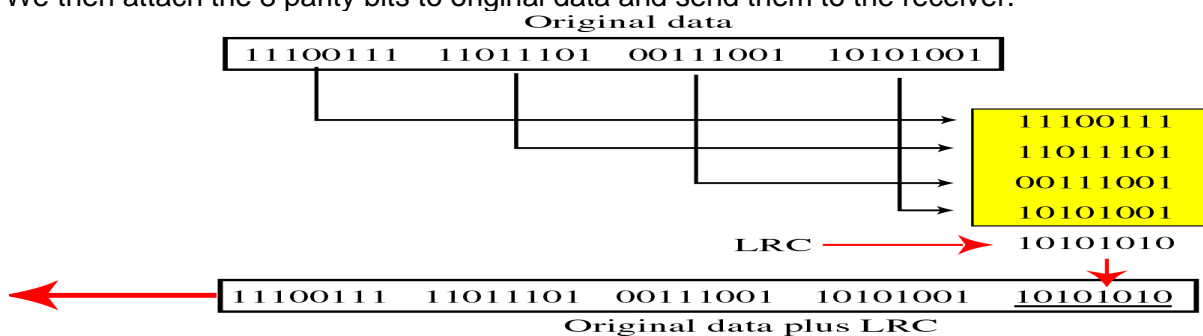 We then attach the 8 parity bits to original data and send them to the receiver.
Original data
11100111 11011101 00111001 10101001
11100111
11011101
00111001
10101001
LRC 10101010
11100111 11011101 00111001 10101001 10101010
Original data plus LRC